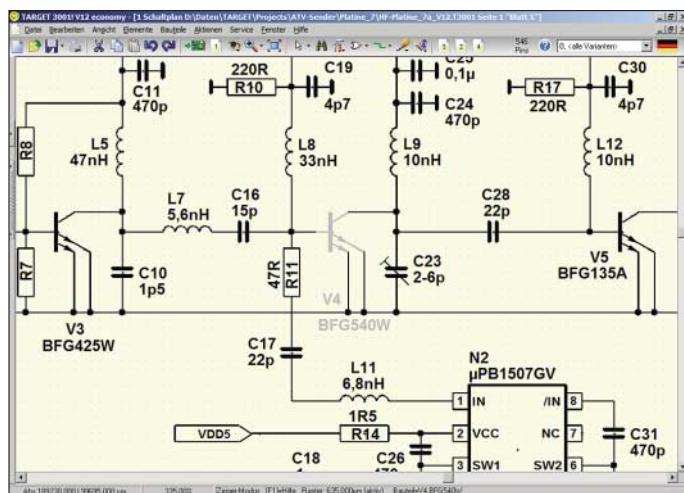 TARGET 3001! V12 economy - [1 Schaltplan D:\Daten\TARGET\Projects\ATV-Sender\Platine_7\HF-Platine_7a_V12.T3001 Seite 1 "Blatt 1"]
Datei Bearbeiten Ansicht Elemente Bauteile Aktionen Service Fenster Hilfe
546
Pins
0, <alle Varianten>
C11
470p
220R
R10
C19
4p7
C25
0,1µ
C24
470p
R17
220R
C30
4p7
R8
L5
47nH
L8
33nH
L9
10nH
L12
10nH
L7
5,6nH
C16
15p
C28
22p
R7
C10
1p5
47R
R11
C23
2-6p
V5
BFG135A
V4
BFG540W
V3
BFG425W
C17
22p
L11
6,8nH
N2
µPB1507GV
1 IN /IN 8
VDD5
1R5
R14
2 VCC NC 7
C31
470p
C18
C26
3 SW1 SW2 6